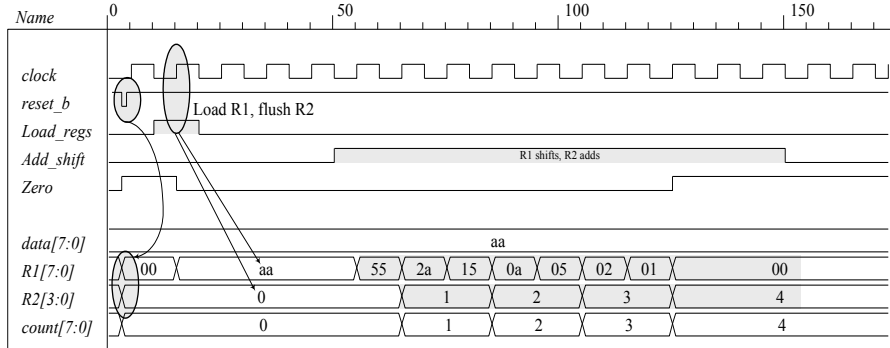 Name 0 50 100 150
clock
reset_b
Load R1, flush R2
Load_regs
Add_shift R1 shifts, R2 adds
Zero
data[7:0] aa
R1[7:0] 00 aa 55 2a 15 0a 05 02 01 00
R2[3:0] 0 1 2 3 4
count[7:0] 0 1 2 3 4